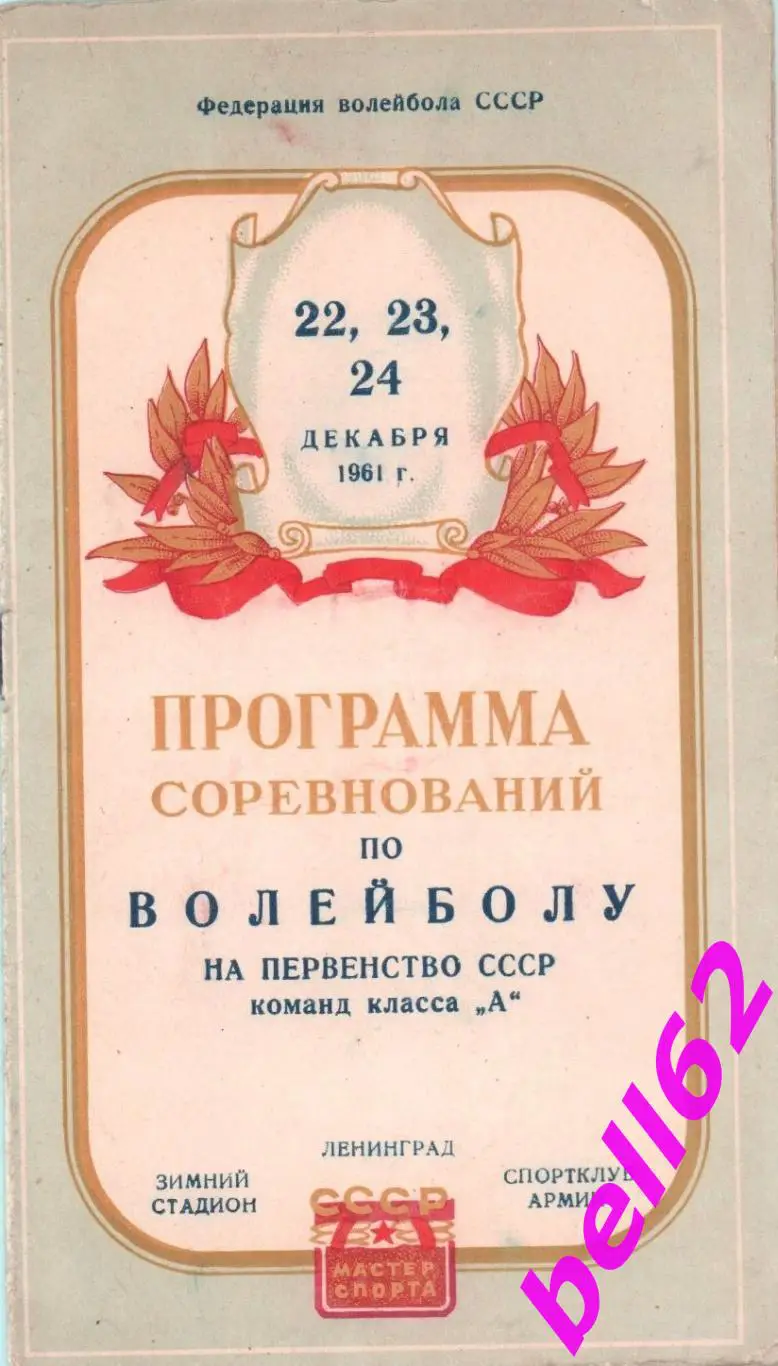 Федерация волейбола СССР
22, 23,
24
ДЕКАБРЯ
1961 г.
ПРОГРАММА
СОРЕВНОВАНИЙ
ПО
ВОЛЕЙБОЛУ
НА ПЕРВЕНСТВО СССР
КОМАНД КЛАССА „А“
ЛЕНИНГРАД
ЗИМНИЙ
СТАДИОН
СПОРТКЛУБ
АРМИИ
СССР
МАСТЕР
СПОРТА
bell62